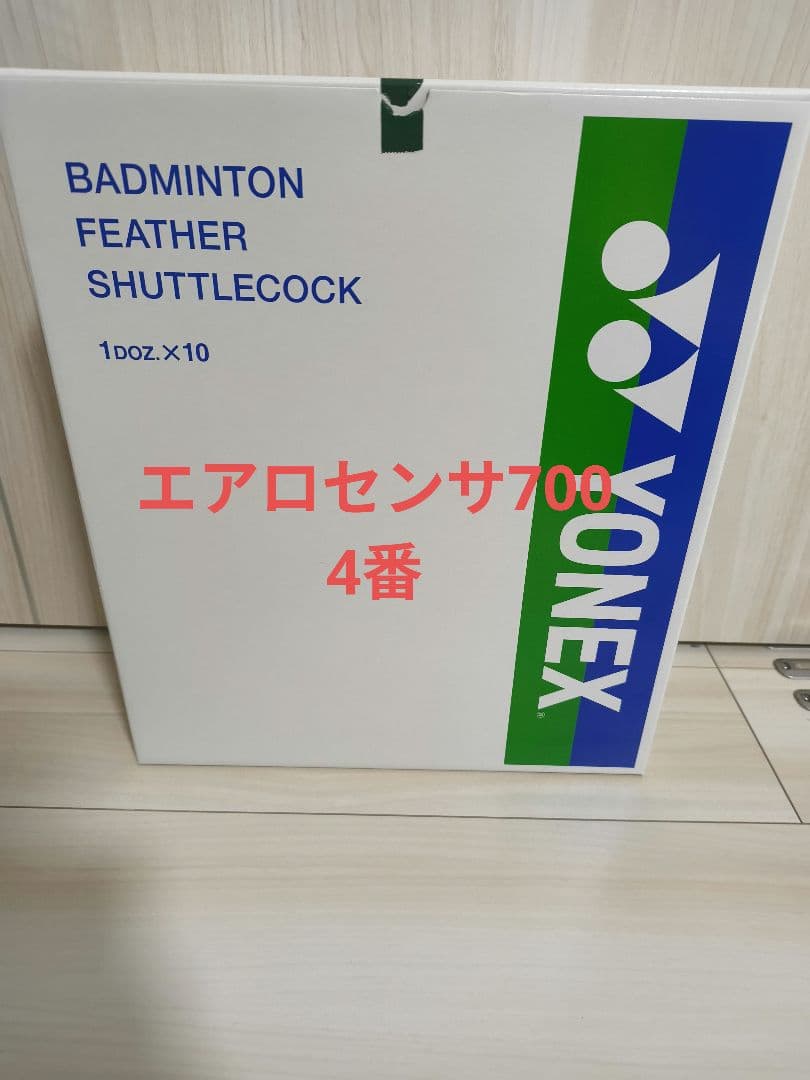 BADMINTON
FEATHER
SHUTTLECOCK
1DOZ.×10
エアロセンサ700
4番
YONEX®